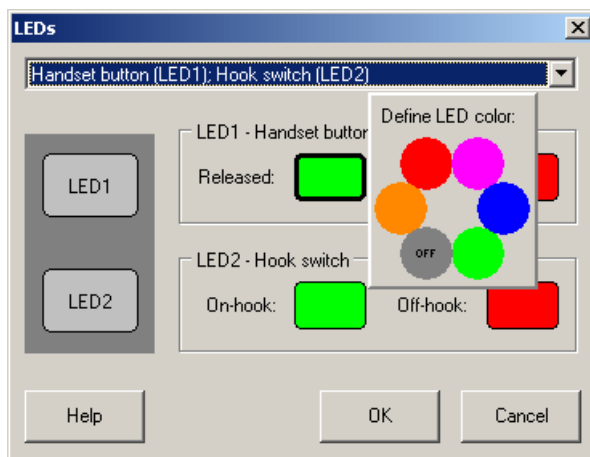 LEDs
Handset button (LED1); Hook switch (LED2)
Define LED color:
LED1 - Handset button
LED1
Released:
OFF
LED2 - Hook switch
LED2
On-hook:
Off-hook:
Help
OK
Cancel